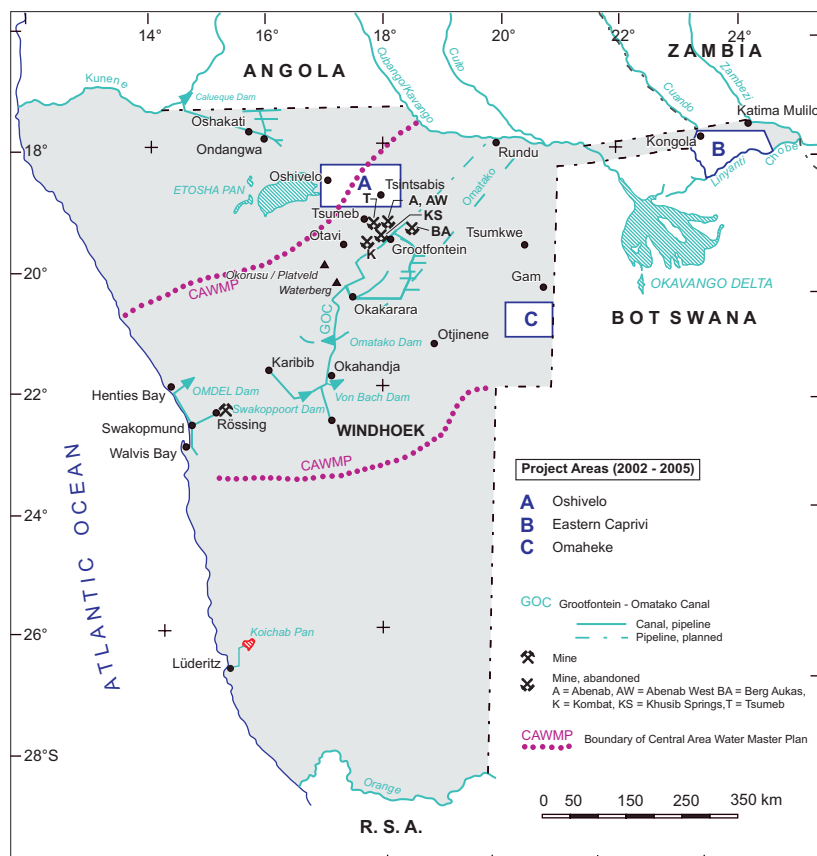 14°
16°
18°
20°
22°
24°
ZAMBIA
ANGOLA
Kunene
Calueque Dam
Cubango/Kavango
Cuito
Cuando
Zambezi
Katima Mulilo
Oshakati
Ondangwa
Rundu
Kongola
B
Linyanti
Chobe
18°
Oshivelo
A
ETOSHA PAN
Tsintsabis
T
A, AW
KS
BA
K
Omatako
Tsumeb
Otavi
Grootfontein
Tsumkwe
20°
CAWMP
Okorusu / Platveld
Waterberg
Gam
OKAVANGO DELTA
Okakarara
GOC
C
BOTSWANA
Omatako Dam
Otjinene
Karibib
Okahandja
22°
Henties Bay
OMDEL Dam
Swakoppoort Dam
Von Bach Dam
Swakopmund
Rössing
WINDHOEK
Walvis Bay
CAWMP
ATLANTIC OCEAN
24°
26°
Koichab Pan
Lüderitz
28°S
Orange
R. S. A.
Project Areas (2002 - 2005)
A Oshivelo
B Eastern Caprivi
C Omaheke
GOC Grootfontein - Omatako Canal
Canal, pipeline
Pipeline, planned
Mine
Mine, abandoned
A = Abenab, AW = Abenab West BA = Berg Aukas,
K = Kombat, KS = Khusib Springs,T = Tsumeb
CAWMP Boundary of Central Area Water Master Plan
0 50 150 250 350 km